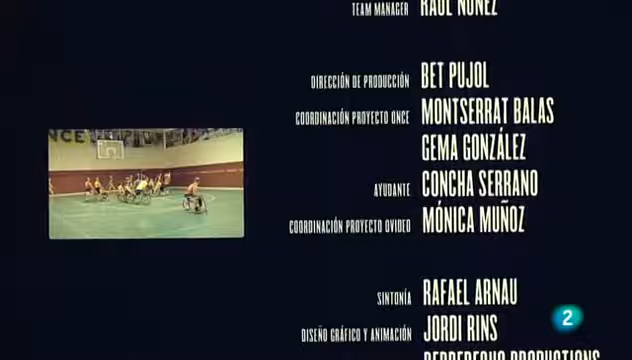 TEAM MANAGER RAÚL NÚÑEZ
DIRECCIÓN DE PRODUCCIÓN BET PUJOL
COORDINACIÓN PROYECTO ONCE MONTSERRAT BALAS
GEMA GONZÁLEZ
AYUDANTE CONCHA SERRANO
COORDINACIÓN PROYECTO OVIDEO MÓNICA MUÑOZ
SINTONÍA RAFAEL ARNAU
DISEÑO GRÁFICO Y ANIMACIÓN JORDI RINS
2